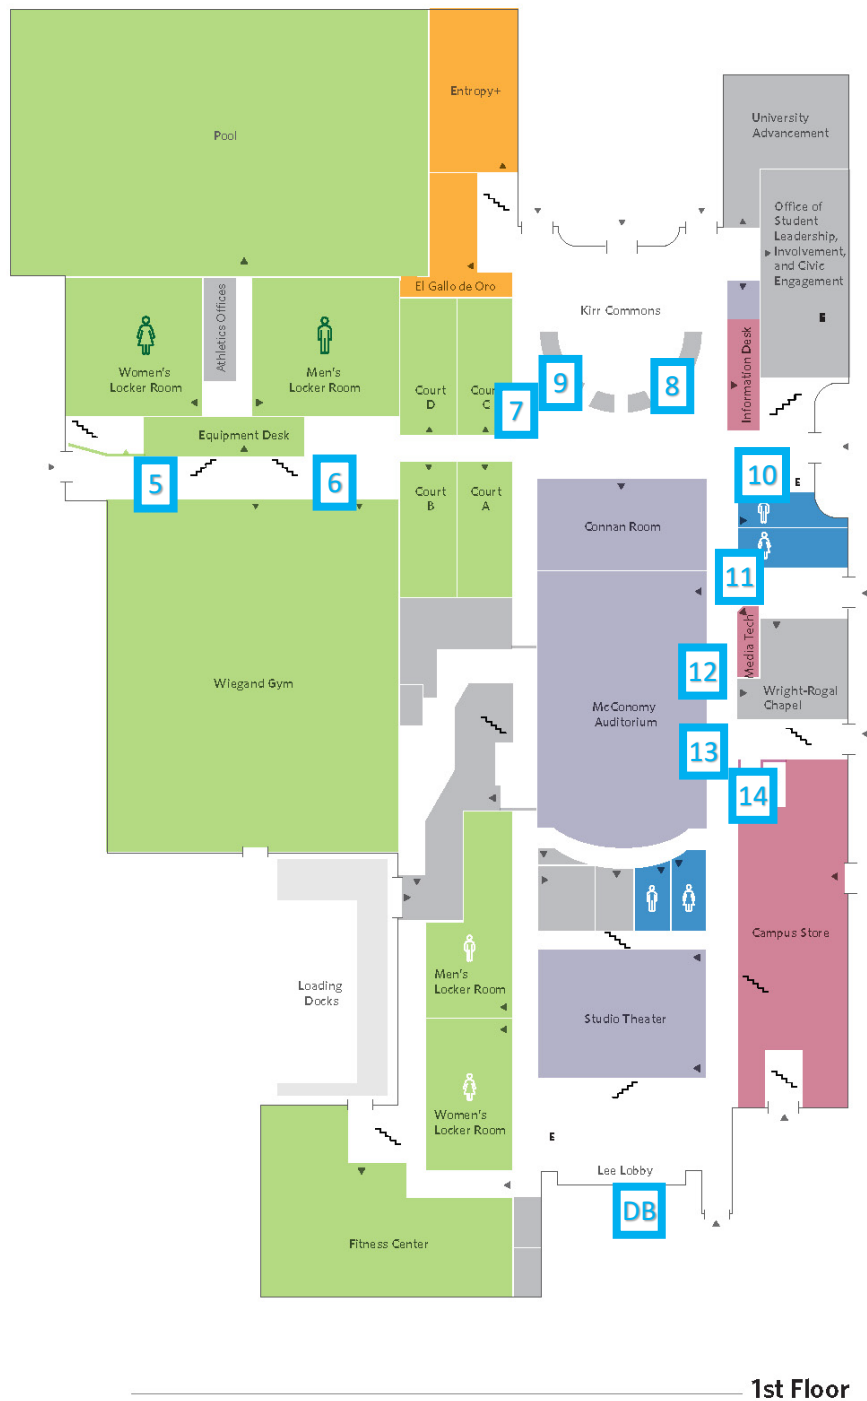 Entropy+
University
Advancement
Pool
Office of
Student
Leadership,
Involvement,
and Civic
Engagement
El Gallo de Oro
Kirr Commons
Athletics Offices
E
Women's
Locker Room
Men's
Locker Room
Information Desk
Court
D
Court
C
7
9
8
Equipment Desk
5
6
10
E
Court
B
Court
A
Connan Room
11
Media Tech
12
Wiegand Gym
Wright-Rogal
Chapel
McConomy
Auditorium
13
14
Campus Store
Men's
Locker Room
Loading
Docks
Studio Theater
Women's
Locker Room
E
Lee Lobby
DB
Fitness Center
1st Floor